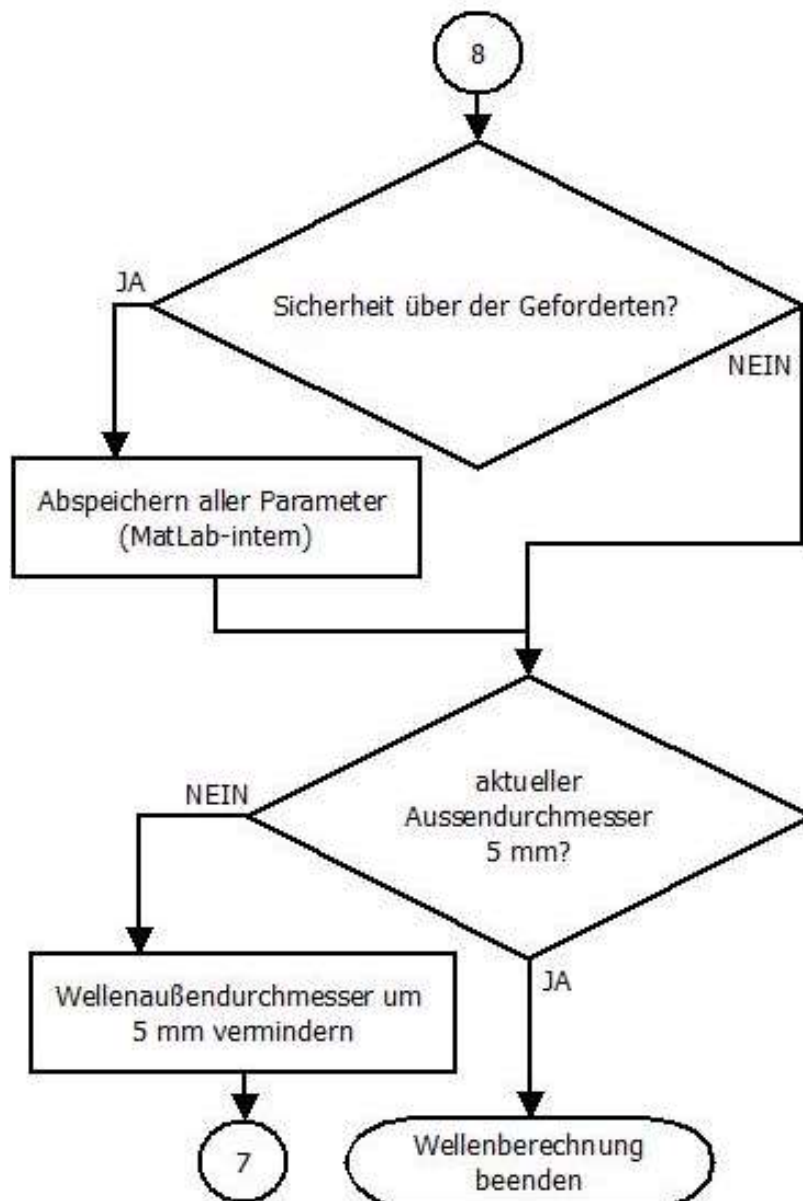 8
Sicherheit über der Geforderten?
JA
NEIN
Abspeichern aller Parameter
(MatLab-intern)
aktueller
Aussendurchmesser
5 mm?
NEIN
JA
Wellenaußendurchmesser um
5 mm vermindern
7
Wellenberechnung
beenden